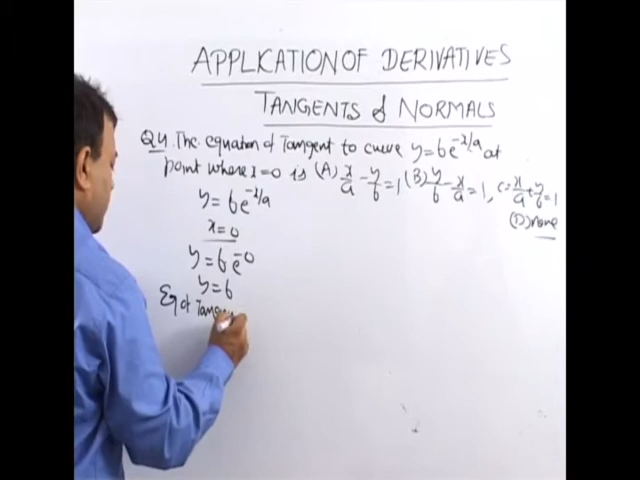 APPLICATION OF DERIVATIVES
TANGENTS & NORMALS
Q4 The equation of Tangent to curve y = be^-x/a at
point where x = 0 is (A) x/a - y/b = 1 (B) y/b - x/a = 1, C = x/a + y/b = 1
(D) none
y = be^-x/a
x = 0
y = be^-0
y = b
Eq of Tangen